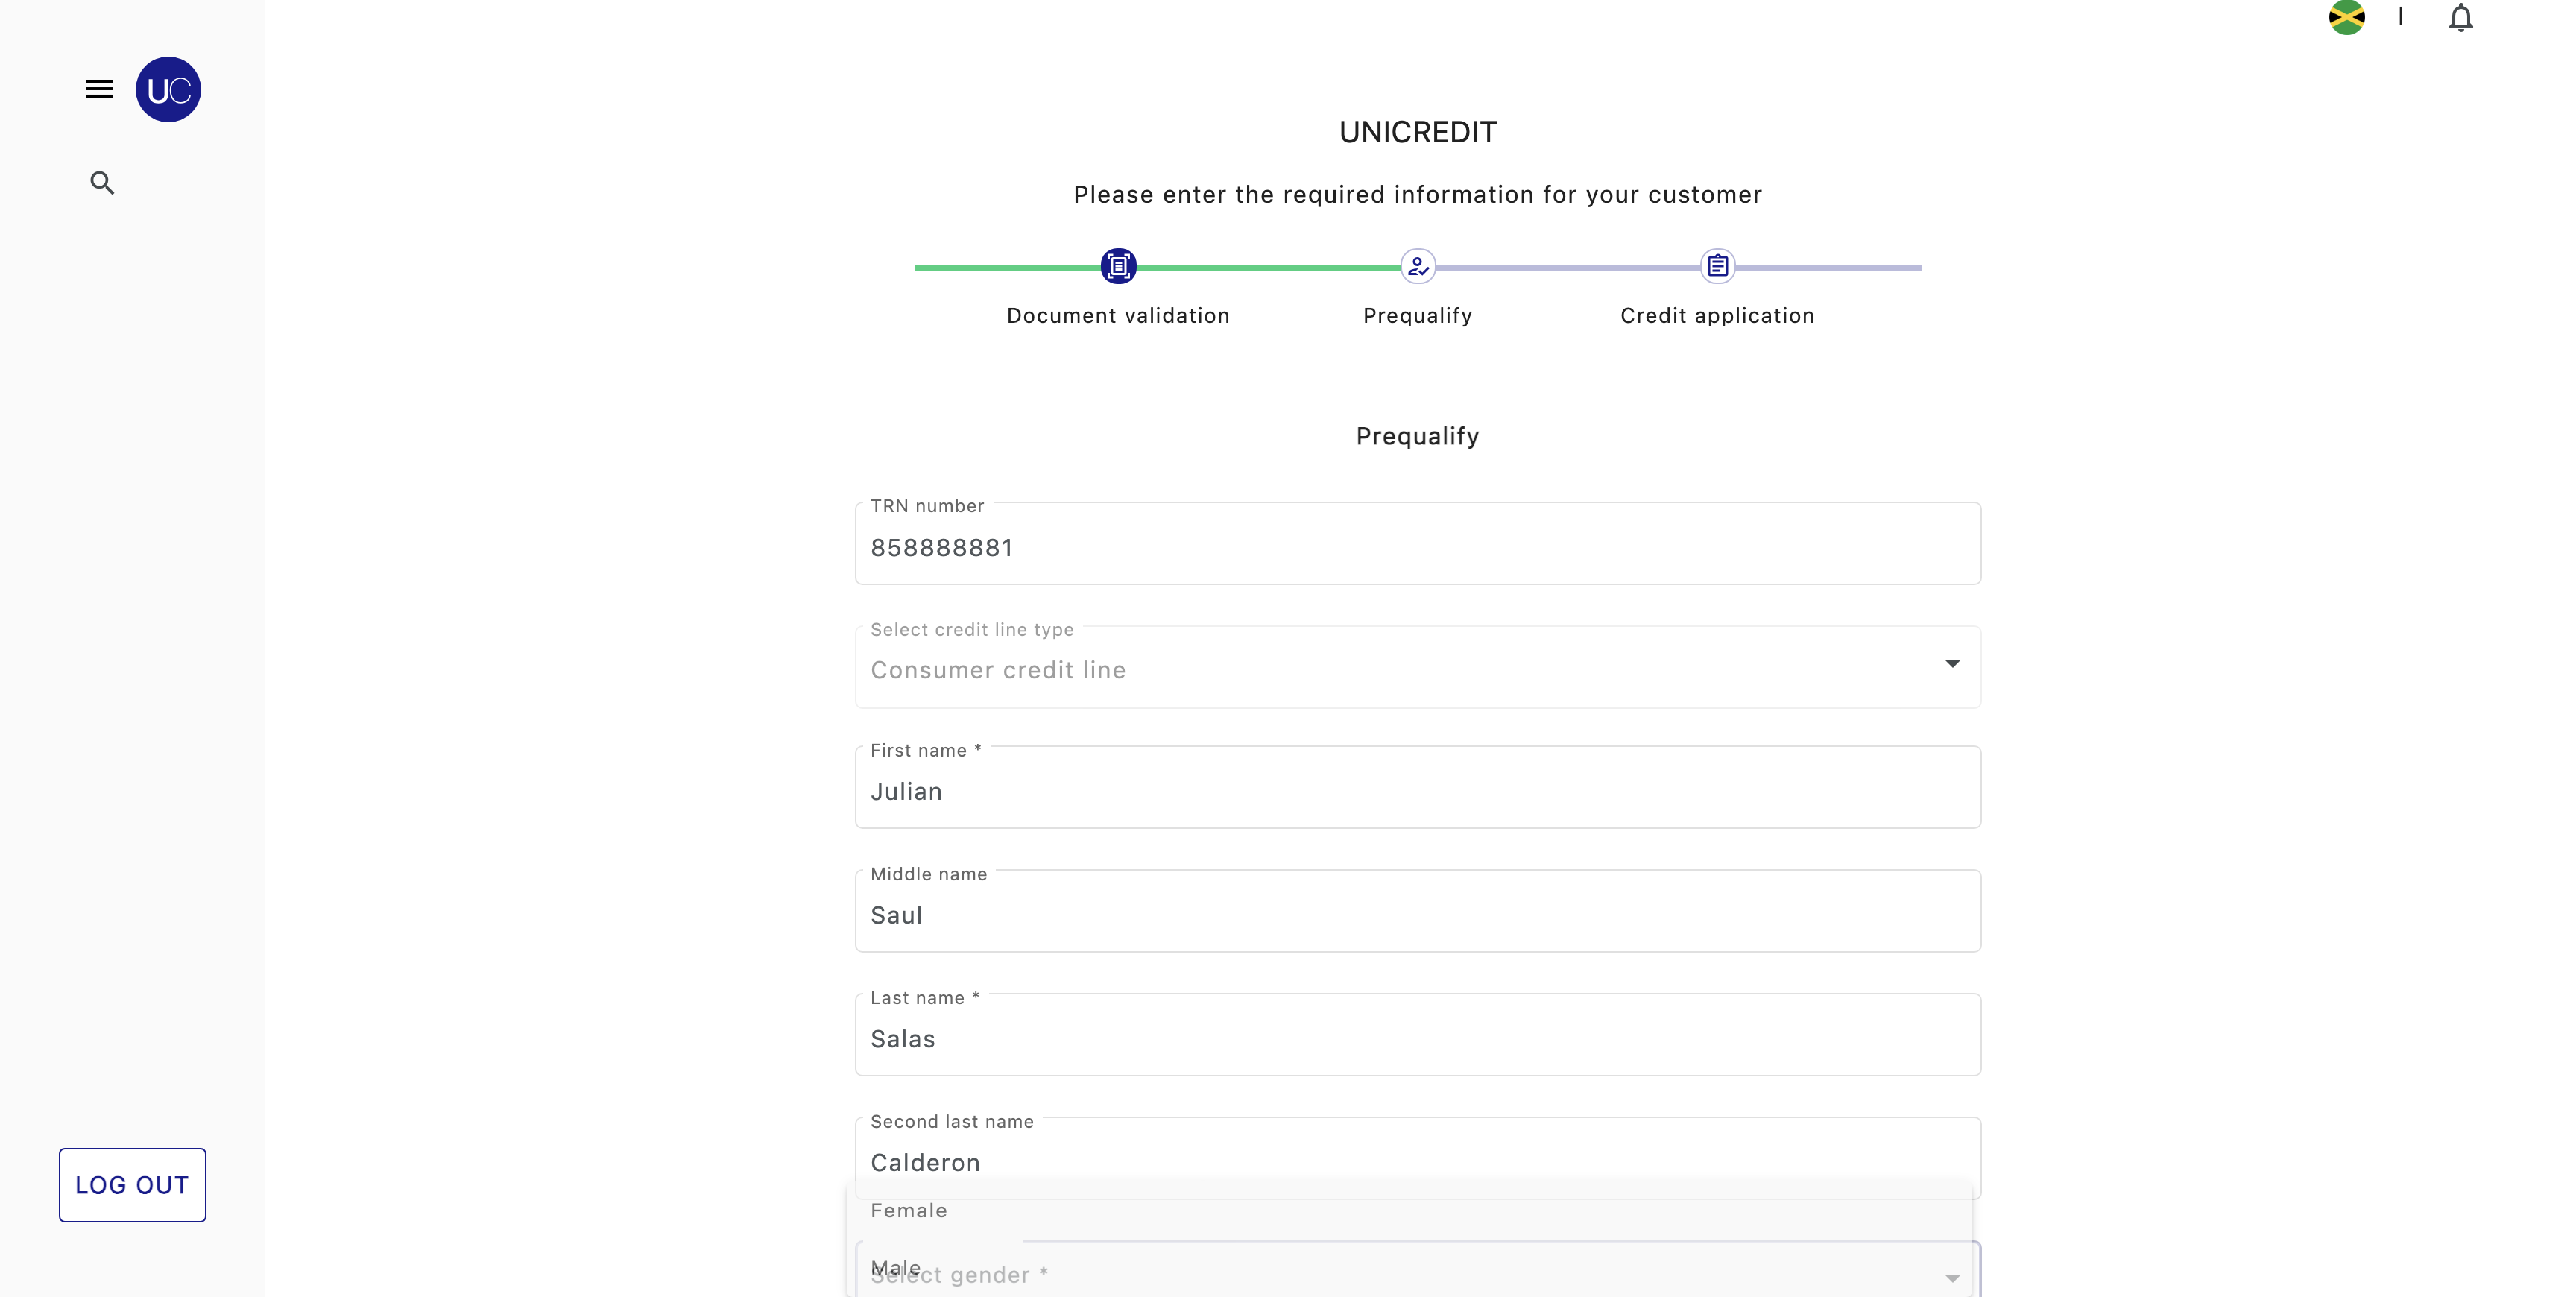 UC
UNICREDIT
Please enter the required information for your customer
Document validation
Prequalify
Credit application
Prequalify
TRN number
858888881
Select credit line type
Consumer credit line
First name *
Julian
Middle name
Saul
Last name *
Salas
Second last name
Calderon
Female
Male
Select gender *
LOG OUT